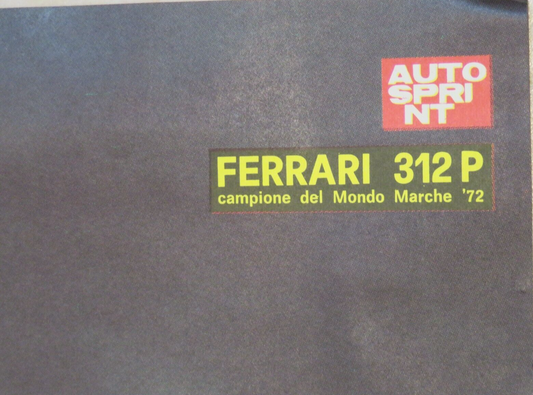 AUTO
SPRI
NT
FERRARI 312 P
campione del Mondo Marche '72